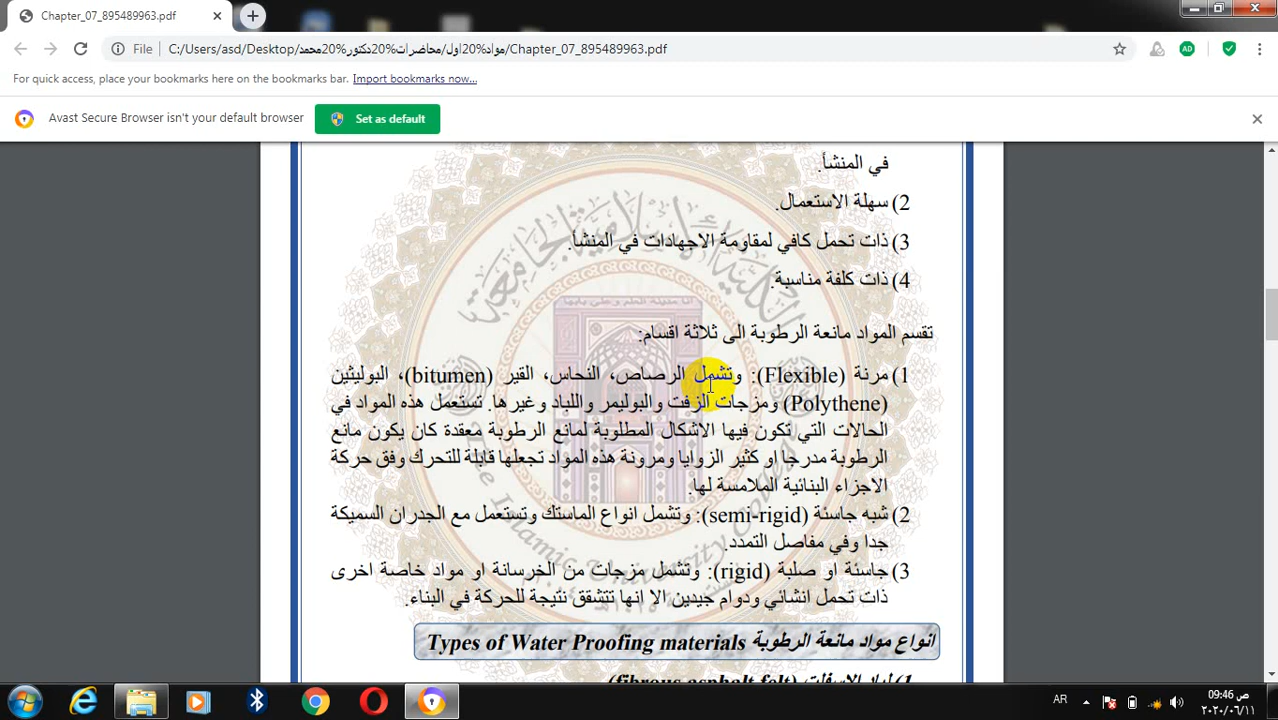 Chapter_07_895489963.pdf
File
C:/Users/asd/Desktop/مواد%20اول/محاضرات%20دكتور%20محمد/Chapter_07_895489963.pdf
For quick access, place your bookmarks here on the bookmarks bar. Import bookmarks now...
Avast Secure Browser isn't your default browser
Set as default
في المنشأ.
2) سهلة الاستعمال.
3) ذات تحمل كافي لمقاومة الاجهادات في المنشأ.
4) ذات كلفة مناسبة.
تقسم المواد مانعة الرطوبة الى ثلاثة اقسام:
1) مرنة (Flexible): وتشمل الرصاص، النحاس، القير (bitumen)، البوليثين
(Polythene) ومزجات الزفت والبوليمر واللباد وغيرها. تستعمل هذه المواد في
الحالات التي تكون فيها الاشكال المطلوبة لمانع الرطوبة معقدة كان يكون مانع
الرطوبة مدرجا او كثير الزوايا ومرونة هذه المواد تجعلها قابلة للتحرك وفق حركة
الاجزاء البنائية الملامسة لها.
2) شبه جاسئة (semi-rigid): وتشمل انواع الماستك وتستعمل مع الجدران السميكة
جدا وفي مفاصل التمدد.
3) جاسئة او صلبة (rigid): وتشمل مزجات من الخرسانة او مواد خاصة اخرى
ذات تحمل انشائي ودوام جيدين الا انها تتشقق نتيجة للحركة في البناء.
انواع مواد مانعة الرطوبة Types of Water Proofing materials
1) لباد الاسفلت (fibrous asphalt felt)
AR
09:46 ص
٢٠٢٠/٠٦/١١